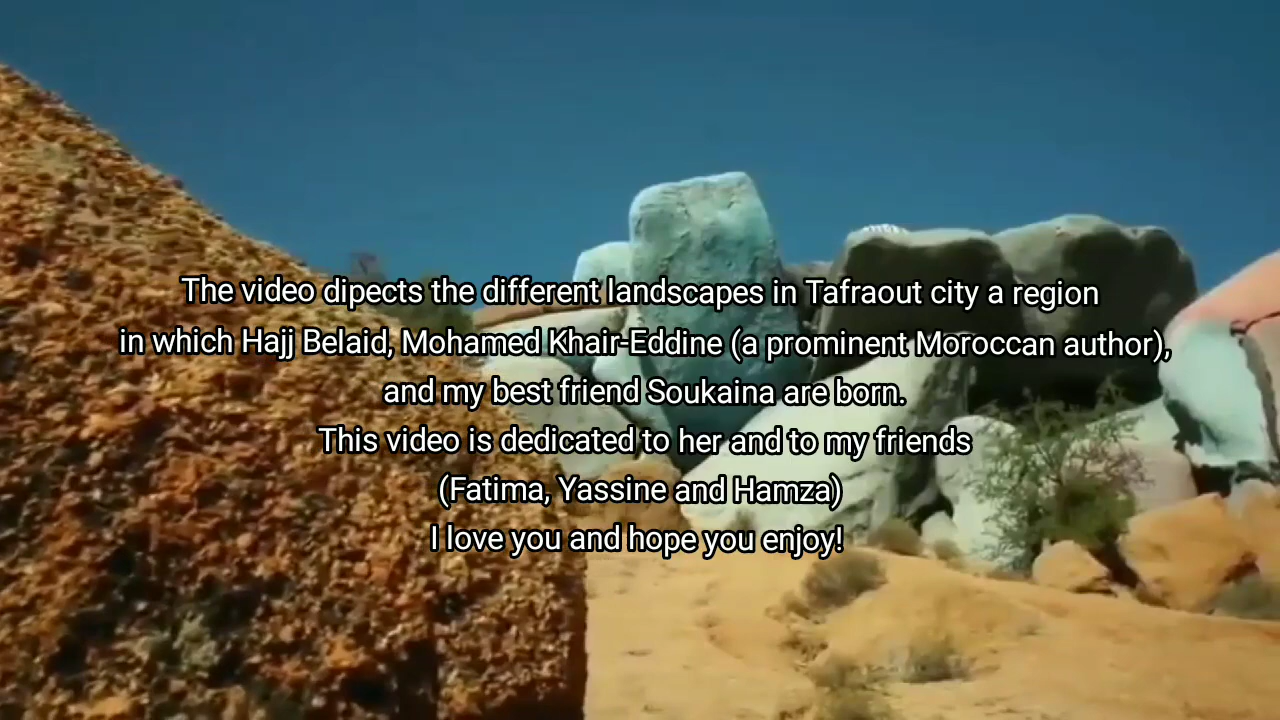 The video dipects the different landscapes in Tafraout city a region
in which Hajj Belaid, Mohamed Khair-Eddine (a prominent Moroccan author),
and my best friend Soukaina are born.
This video is dedicated to her and to my friends
(Fatima, Yassine and Hamza)
I love you and hope you enjoy!